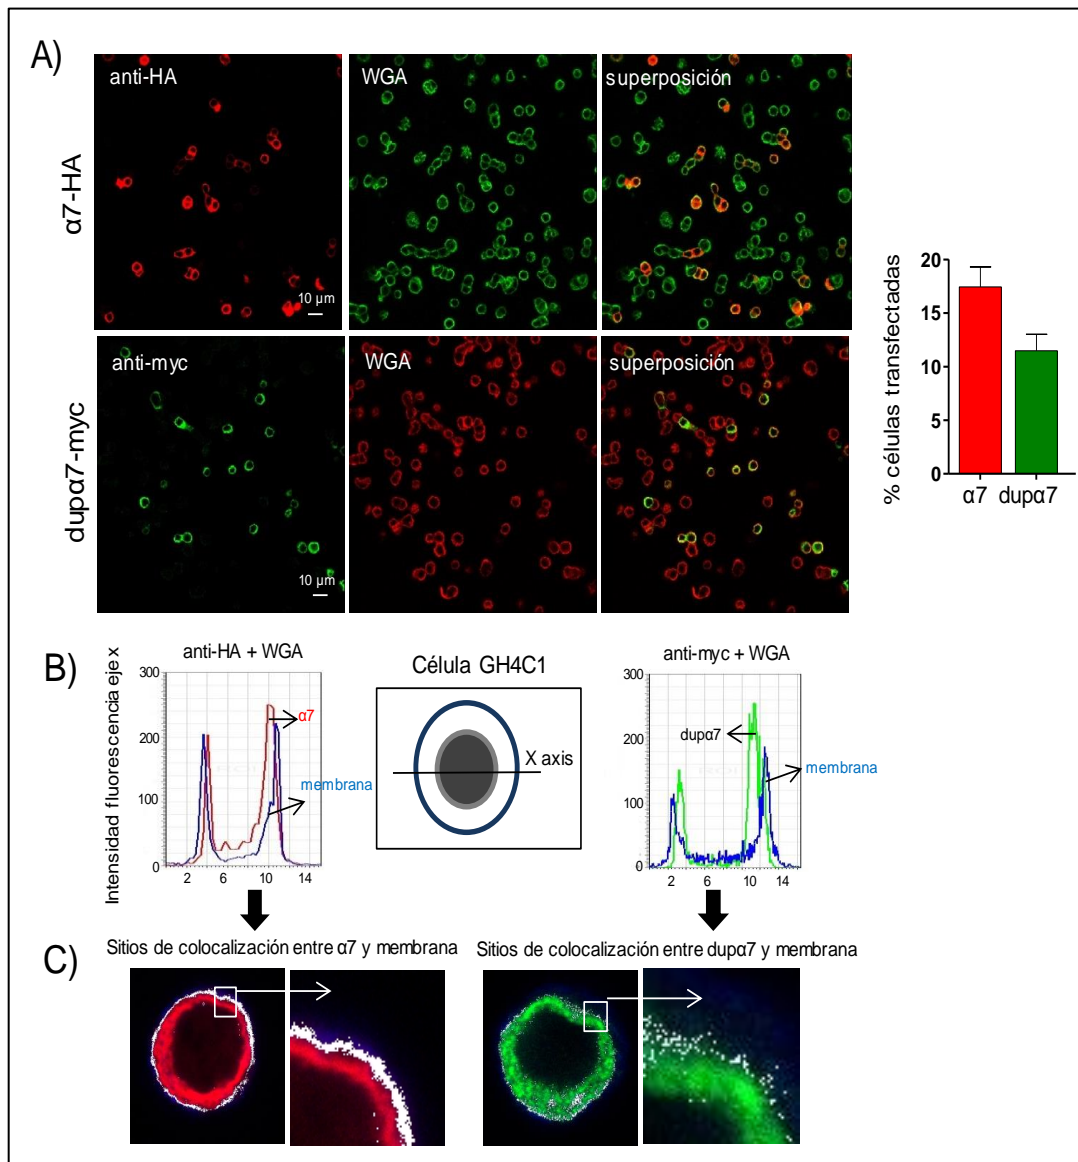 A)
anti-HA
WGA
superposición
α7-HA
10 µm
anti-myc
WGA
superposición
dupα7-myc
10 µm
% células transfectadas
20
15
10
5
0
α7
dupα7
B)
anti-HA + WGA
Intensidad fluorescencia eje x
300
200
100
0
2
6
10
14
α7
membrana
Célula GH4C1
X axis
anti-myc + WGA
300
200
100
0
2
6
10
14
dupα7
membrana
C)
Sitios de colocalización entre α7 y membrana
Sitios de colocalización entre dupα7 y membrana